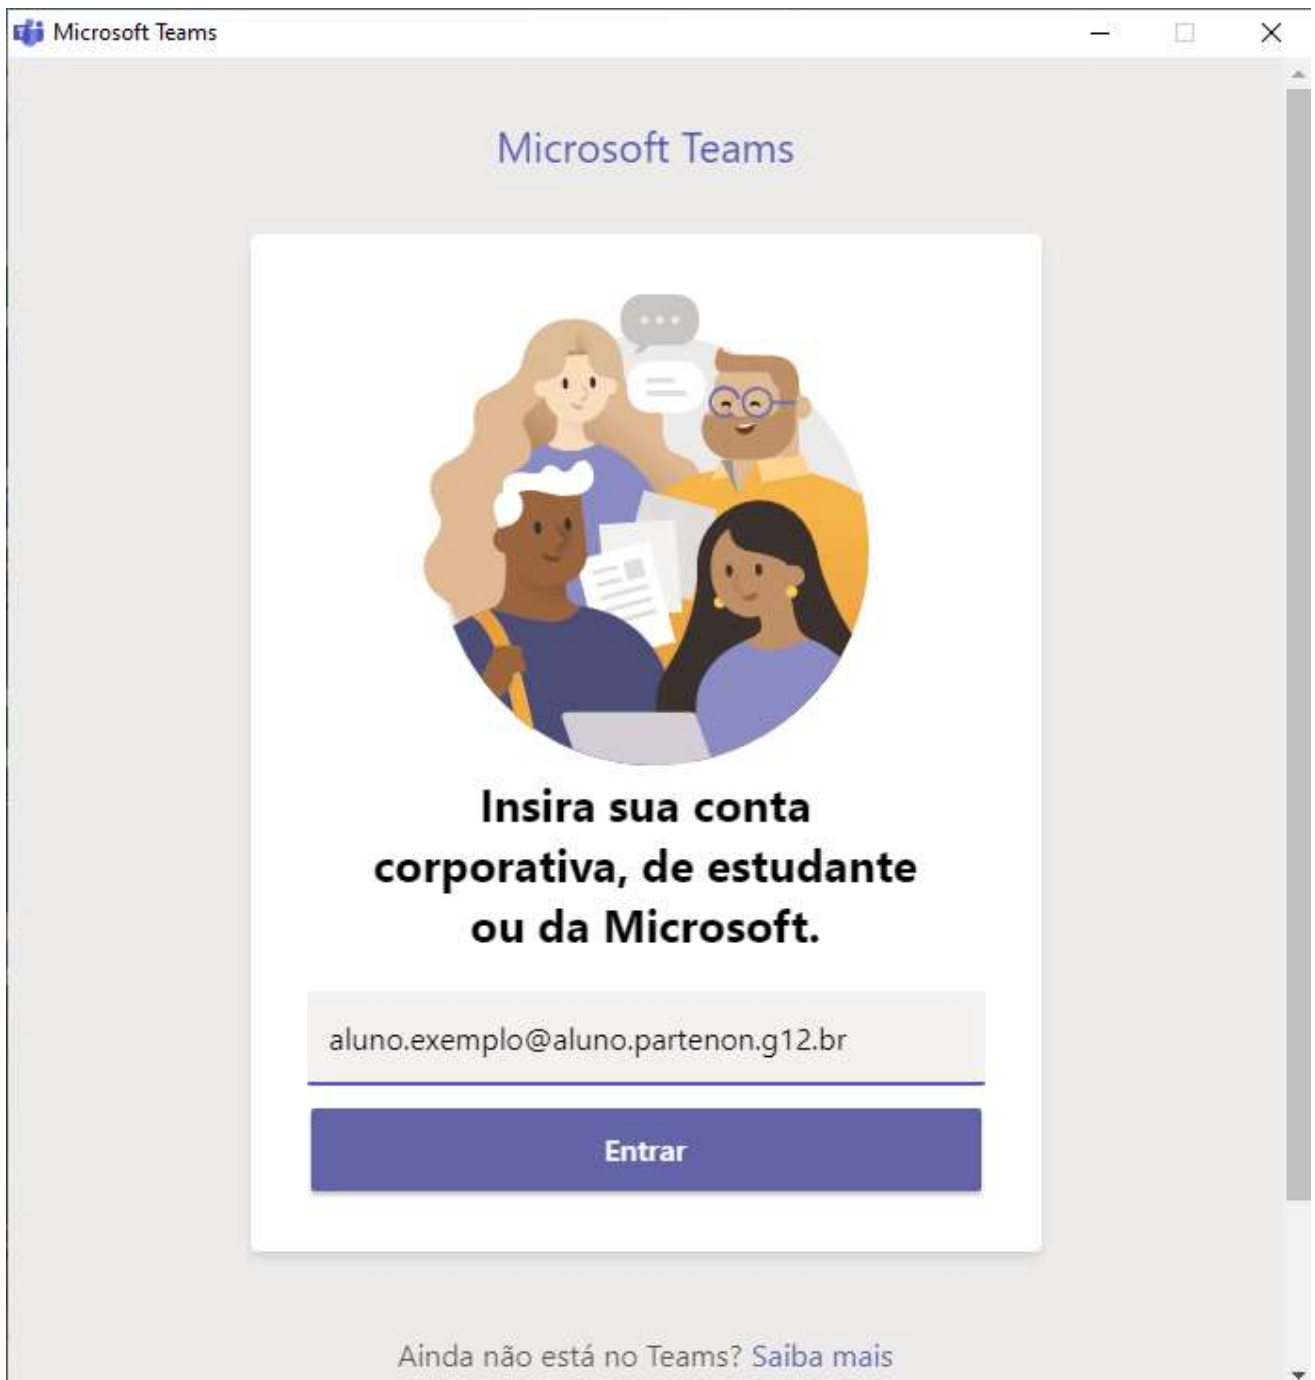 Microsoft Teams
Microsoft Teams
Insira sua conta
corporativa, de estudante
ou da Microsoft.
aluno.exemplo@aluno.partenon.g12.br
Entrar
Ainda não está no Teams? Saiba mais